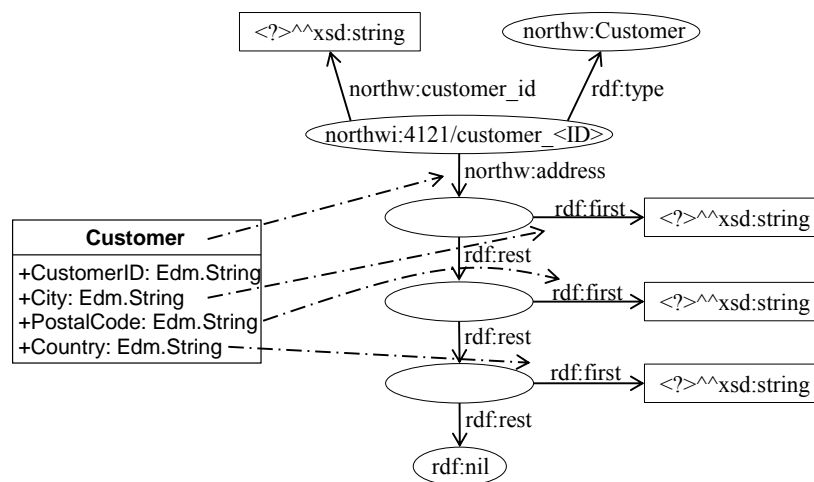 <?>^^xsd:string
northw:Customer
northw:customer_id
rdf:type
northwi:4121/customer_<ID>
northw:address
rdf:first
<?>^^xsd:string
Customer
rdf:rest
+CustomerID: Edm.String
+City: Edm.String
+PostalCode: Edm.String
+Country: Edm.String
rdf:first
<?>^^xsd:string
rdf:rest
rdf:first
<?>^^xsd:string
rdf:rest
rdf:nil